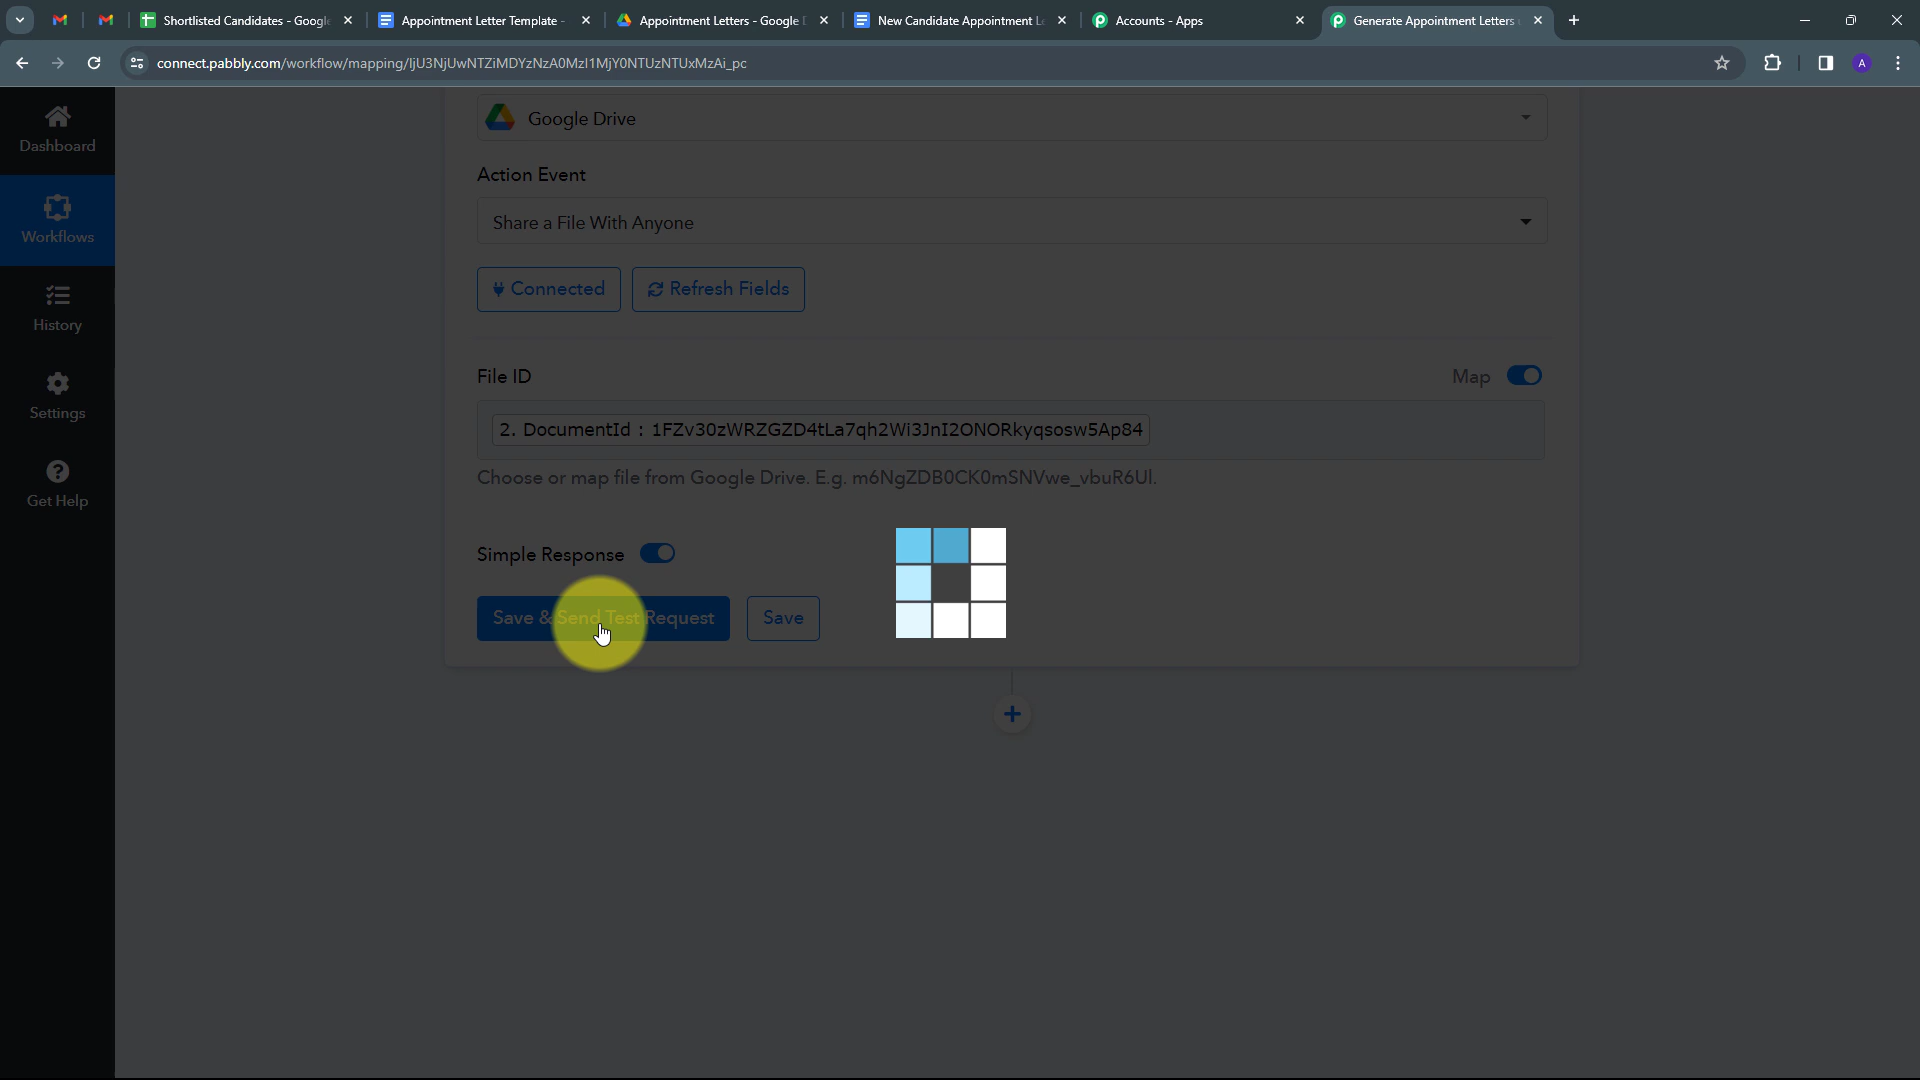 Shortlisted Candidates - Google
Appointment Letter Template -
Appointment Letters - Google D
New Candidate Appointment Le
Accounts - Apps
Generate Appointment Letters
connect.pabbly.com/workflow/mapping/IjU3NjUwNTZiMDYzNzA0MzI1MjY0NTUzNTUxMzAi_pc
A
Dashboard
Workflows
History
Settings
Get Help
Google Drive
Action Event
Share a File With Anyone
Connected
Refresh Fields
File ID
Map
2. DocumentId : 1FZv30zWRZGZD4tLa7qh2Wi3JnI2ONORkyqsosw5Ap84
Choose or map file from Google Drive. E.g. m6NgZDB0CK0mSNVwe_vbuR6Ul.
Simple Response
Save & Send Test Request
Save